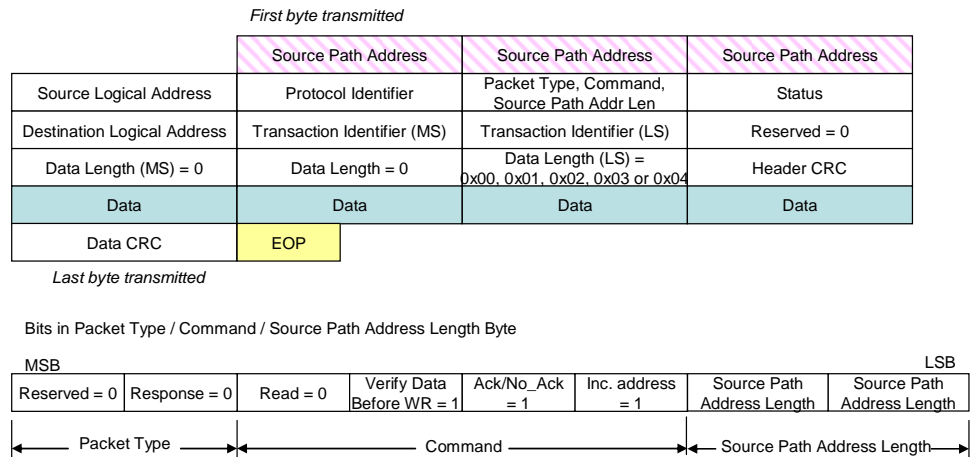 First byte transmitted
Source Path Address Source Path Address Source Path Address
Source Logical Address Protocol Identifier Packet Type, Command, Source Path Addr Len Status
Destination Logical Address Transaction Identifier (MS) Transaction Identifier (LS) Reserved = 0
Data Length (MS) = 0 Data Length = 0 Data Length (LS) = 0x00, 0x01, 0x02, 0x03 or 0x04 Header CRC
Data Data Data Data
Data CRC EOP
Last byte transmitted
Bits in Packet Type / Command / Source Path Address Length Byte
MSB LSB
Reserved = 0 Response = 0 Read = 0 Verify Data Before WR = 1 Ack/No_Ack = 1 Inc. address = 1 Source Path Address Length Source Path Address Length
Packet Type Command Source Path Address Length